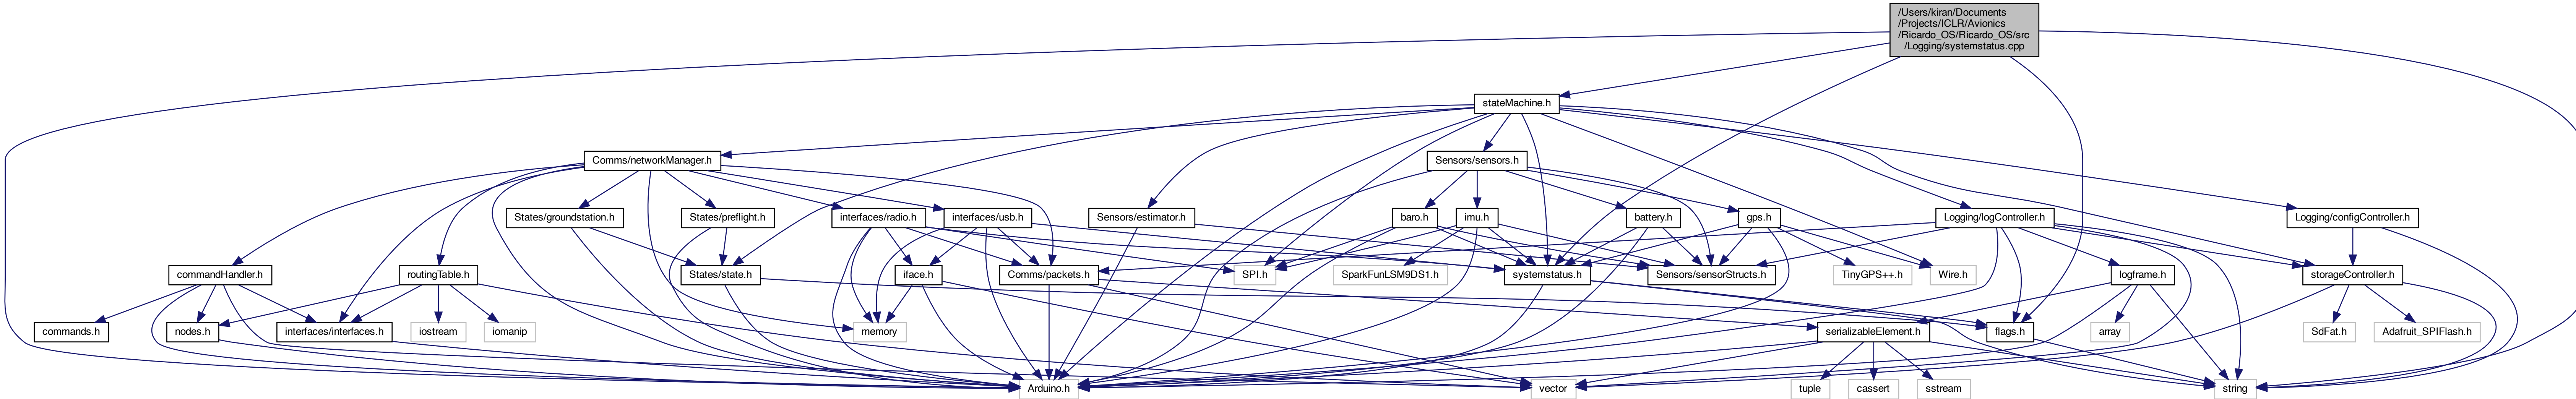 /Users/kiran/Documents
/Projects/ICLR/Avionics
/Ricardo_OS/Ricardo_OS/src
/Logging/systemstatus.cpp
stateMachine.h
Comms/networkManager.h
Sensors/sensors.h
States/groundstation.h
States/preflight.h
interfaces/radio.h
interfaces/usb.h
Sensors/estimator.h
baro.h
imu.h
battery.h
gps.h
Logging/logController.h
Logging/configController.h
commandHandler.h
routingTable.h
States/state.h
iface.h
Comms/packets.h
SPI.h
SparkFunLSM9DS1.h
systemstatus.h
Sensors/sensorStructs.h
TinyGPS++.h
Wire.h
logframe.h
storageController.h
commands.h
nodes.h
interfaces/interfaces.h
iostream
iomanip
memory
serializableElement.h
flags.h
array
SdFat.h
Adafruit_SPIFlash.h
Arduino.h
vector
tuple
cassert
sstream
string